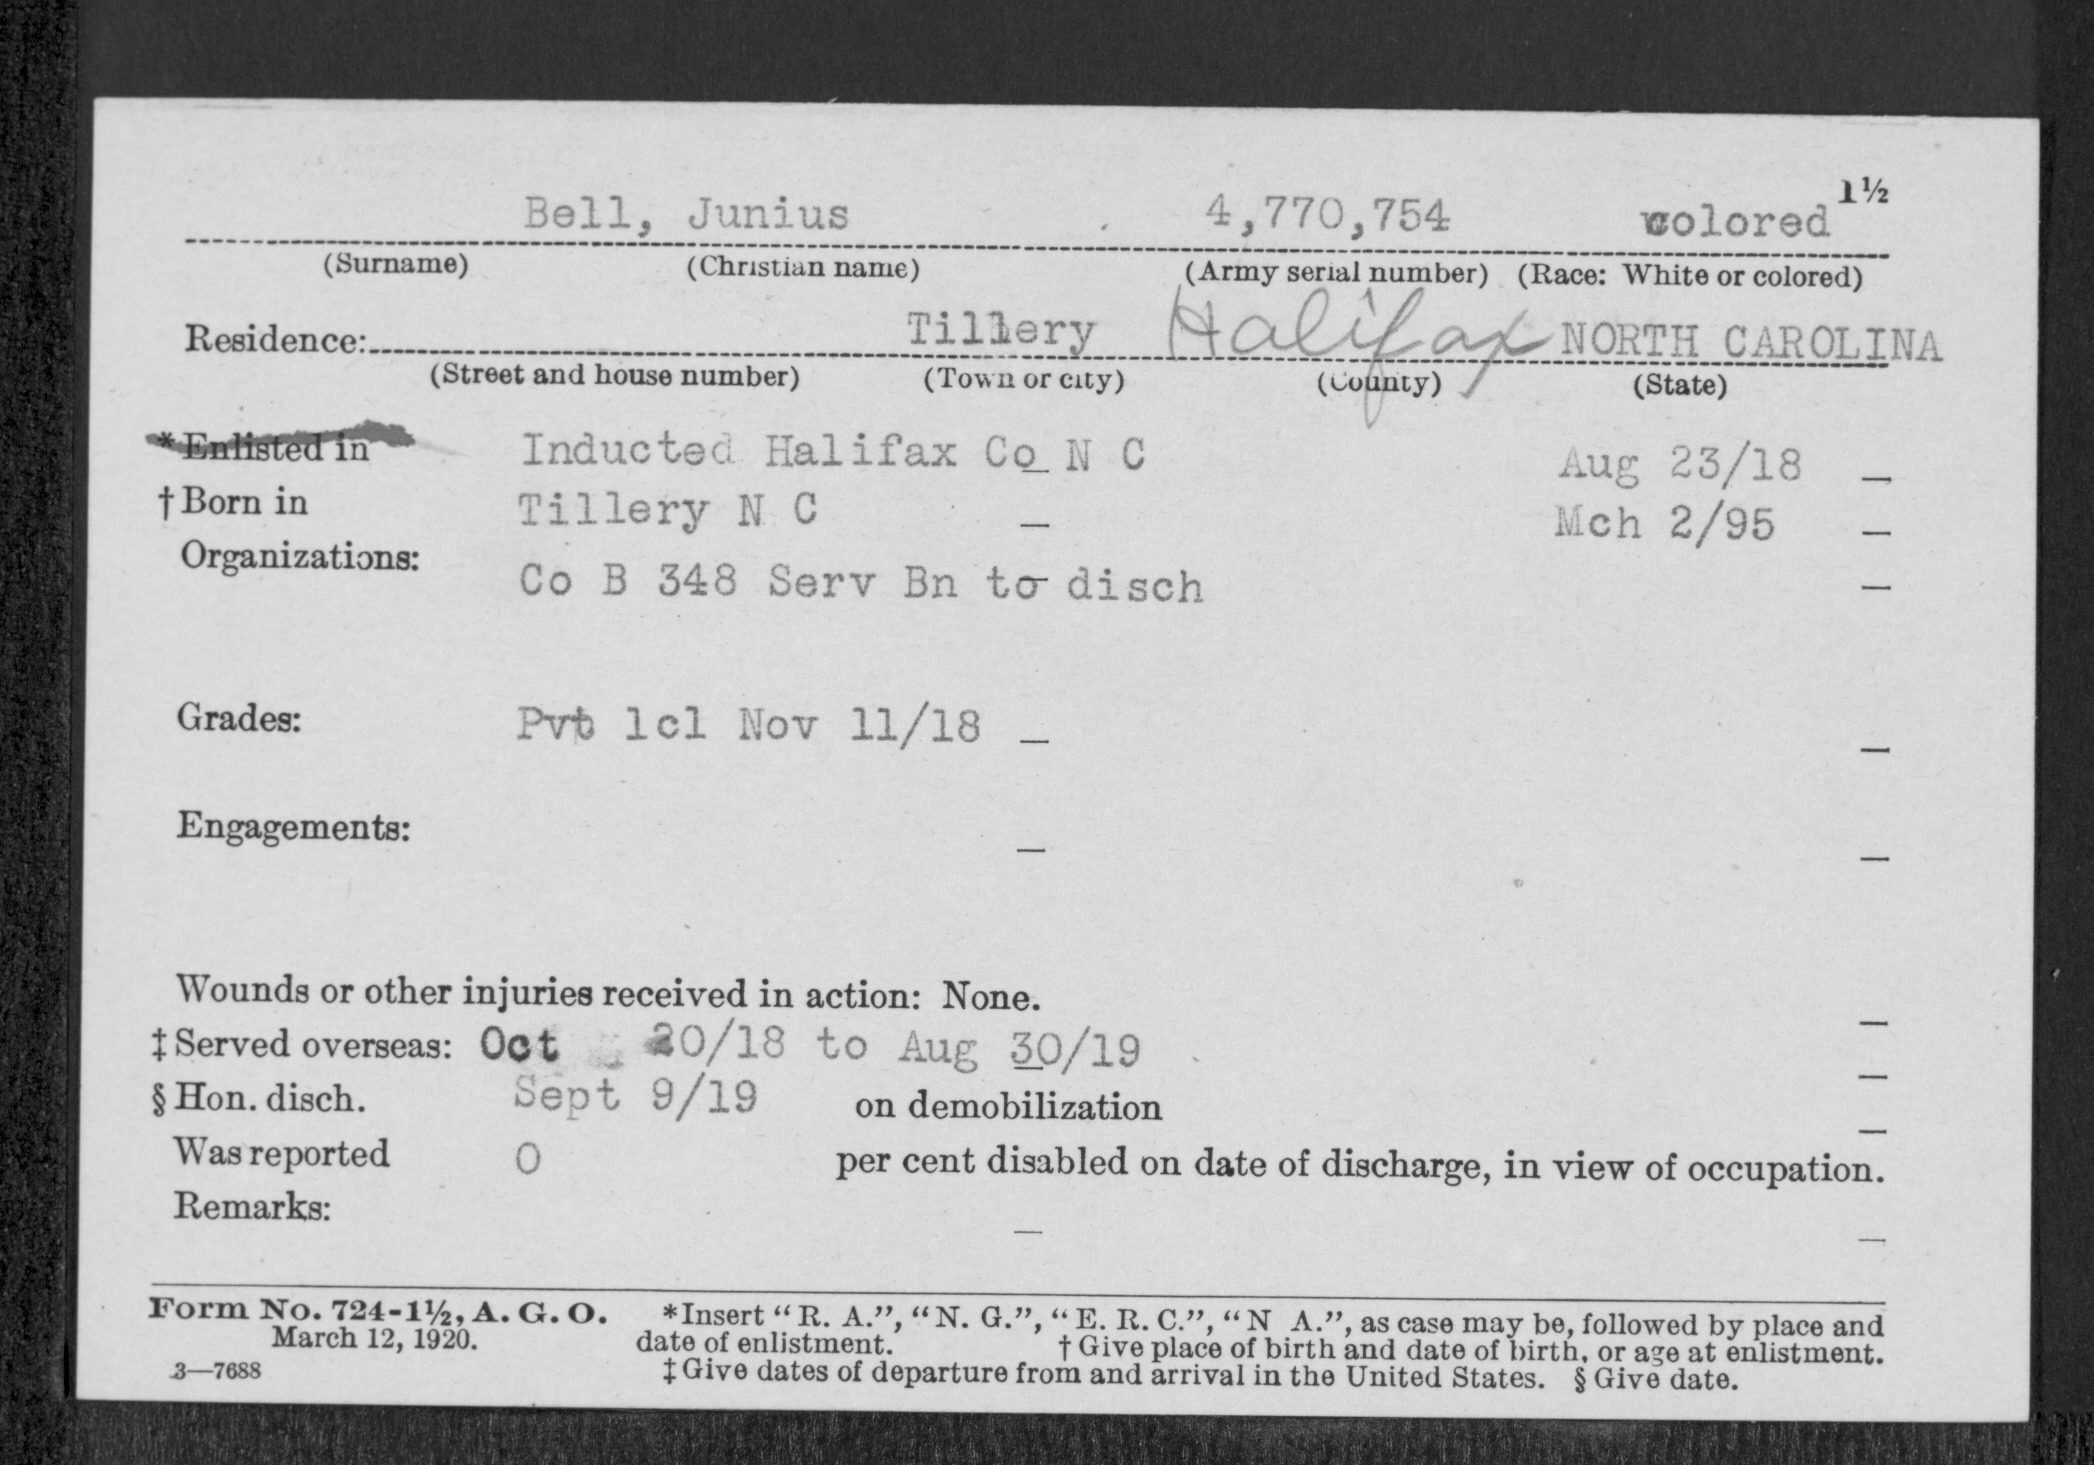 1½
Bell, Junius 4,770,754 colored
(Surname) (Christian name) (Army serial number) (Race: White or colored)
Residence: Tillery Halifax NORTH CAROLINA
(Street and house number) (Town or city) (County) (State)
*Enlisted in Inducted Halifax Co N C Aug 23/18
†Born in Tillery N C Mch 2/95
Organizations:
Co B 348 Serv Bn to disch
Grades: Pvt 1cl Nov 11/18
Engagements:
Wounds or other injuries received in action: None.
‡Served overseas: Oct 20/18 to Aug 30/19
§Hon. disch. Sept 9/19 on demobilization
Was reported 0 per cent disabled on date of discharge, in view of occupation.
Remarks:
Form No. 724-1½, A. G. O. *Insert “R. A.”, “N. G.”, “E. R. C.”, “N A.”, as case may be, followed by place and
March 12, 1920. date of enlistment. †Give place of birth and date of birth, or age at enlistment.
3—7688 ‡Give dates of departure from and arrival in the United States. §Give date.